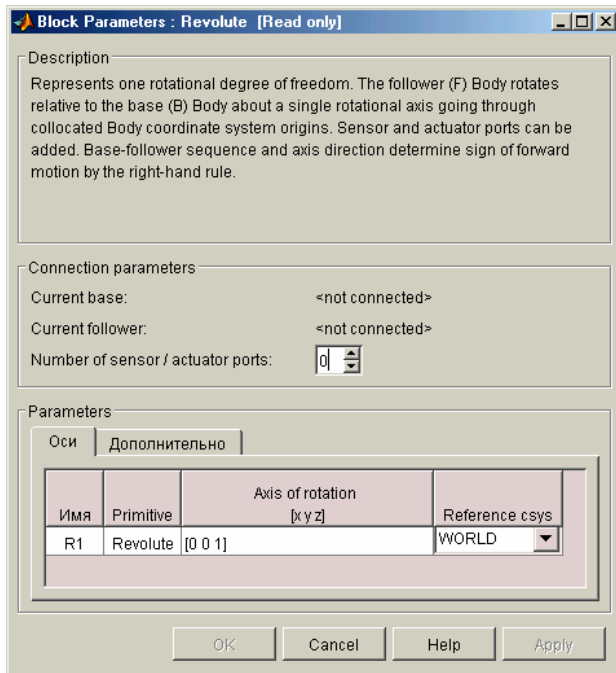 Block Parameters : Revolute [Read only]
Description
Represents one rotational degree of freedom. The follower (F) Body rotates
relative to the base (B) Body about a single rotational axis going through
collocated Body coordinate system origins. Sensor and actuator ports can be
added. Base-follower sequence and axis direction determine sign of forward
motion by the right-hand rule.
Connection parameters
Current base: <not connected>
Current follower: <not connected>
Number of sensor / actuator ports: 0
Parameters
Оси Дополнительно
Axis of rotation
Имя Primitive [x y z] Reference csys
R1 Revolute [0 0 1] WORLD
OK Cancel Help Apply